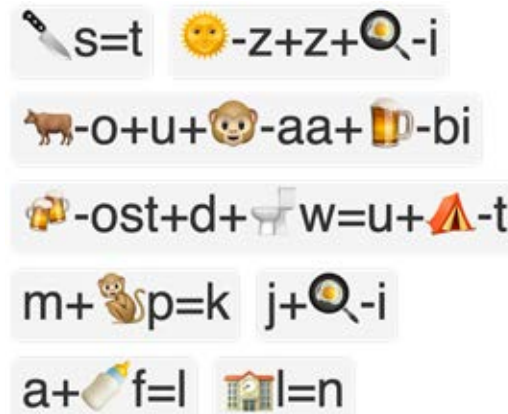 🔪s=t 🌞-z+z+🍳-i
🐂-o+u+🐵-aa+🍺-bi
🍻-ost+d+🚽w=u+⛺-t
m+🐒p=k j+🍳-i
a+🍼f=l 🏫l=n